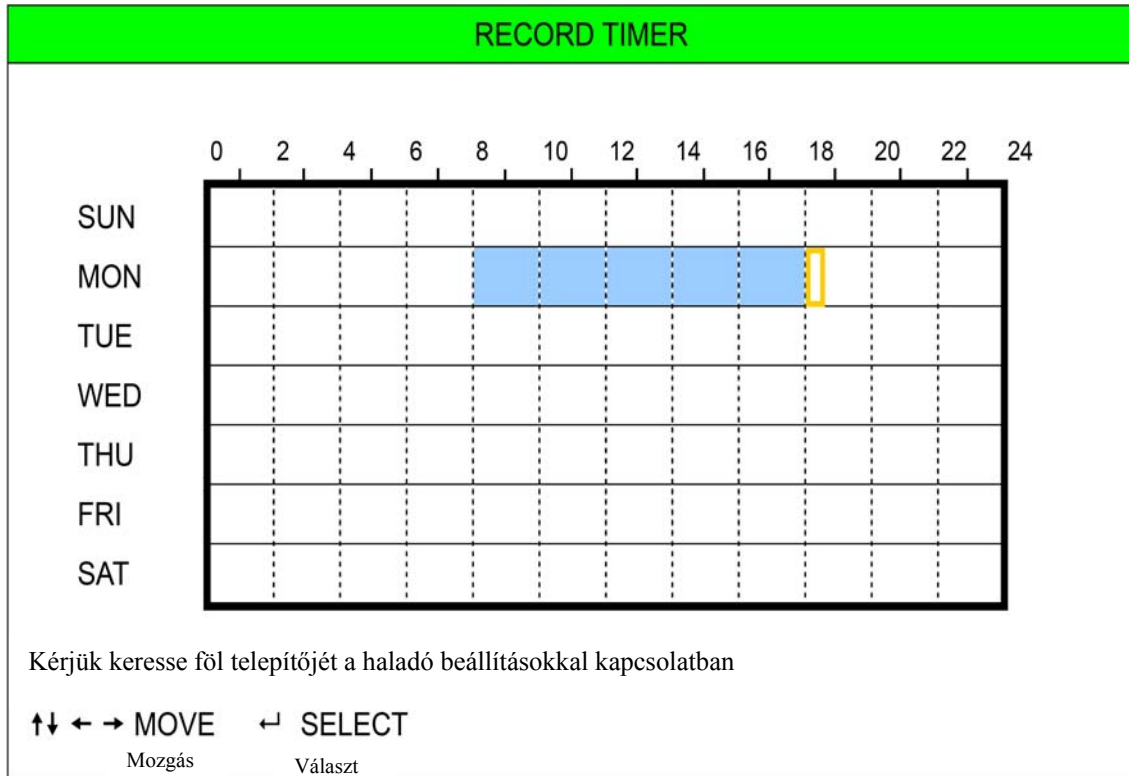 RECORD TIMER
0 2 4 6 8 10 12 14 16 18 20 22 24
SUN
MON
TUE
WED
THU
FRI
SAT
Kérjük keresse föl telepítőjét a haladó beállításokkal kapcsolatban
↑↓ ← → MOVE ↵ SELECT
Mozgás Választ